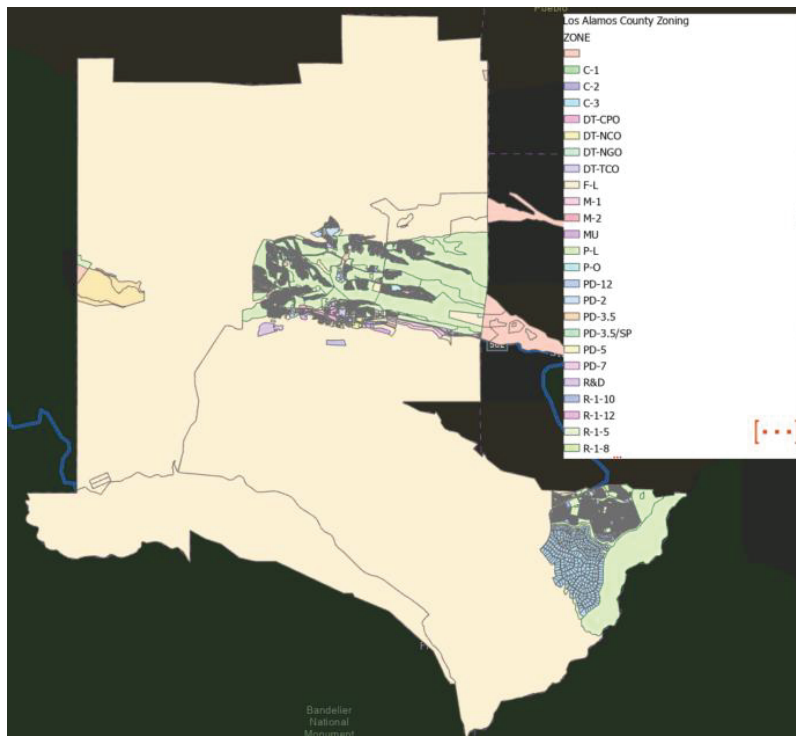 Pueblo
Los Alamos County Zoning
ZONE
C-1
C-2
C-3
DT-CPO
DT-NCO
DT-NGO
DT-TCO
F-L
M-1
M-2
MU
P-L
P-O
PD-12
PD-2
PD-3.5
PD-3.5/SP
PD-5
PD-7
R&D
R-1-10
R-1-12
R-1-5
R-1-8
...
[...]
502
Bandelier
National
Monument